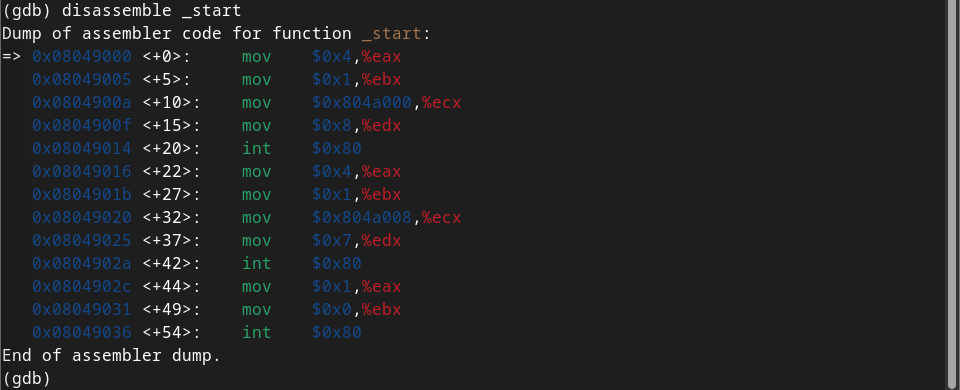 (gdb) disassemble _start
Dump of assembler code for function _start:
=> 0x08049000 <+0>:     mov    $0x4,%eax
   0x08049005 <+5>:     mov    $0x1,%ebx
   0x0804900a <+10>:    mov    $0x804a000,%ecx
   0x0804900f <+15>:    mov    $0x8,%edx
   0x08049014 <+20>:    int    $0x80
   0x08049016 <+22>:    mov    $0x4,%eax
   0x0804901b <+27>:    mov    $0x1,%ebx
   0x08049020 <+32>:    mov    $0x804a008,%ecx
   0x08049025 <+37>:    mov    $0x7,%edx
   0x0804902a <+42>:    int    $0x80
   0x0804902c <+44>:    mov    $0x1,%eax
   0x08049031 <+49>:    mov    $0x0,%ebx
   0x08049036 <+54>:    int    $0x80
End of assembler dump.
(gdb)